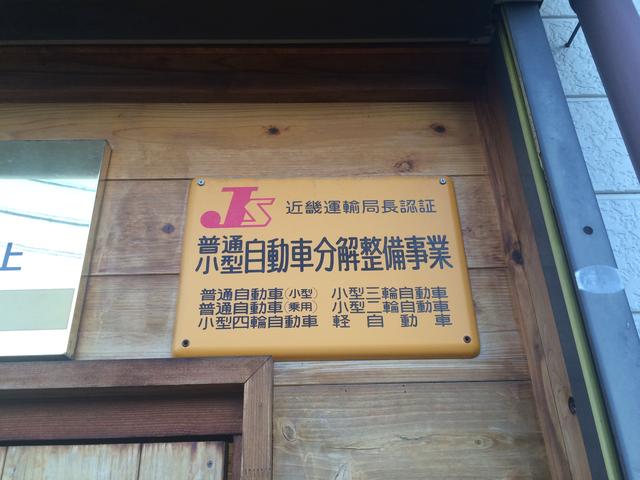 上
JS 近畿運輸局長認証
普通
小型 自動車分解整備事業
普通自動車(小型) 小型三輪自動車
普通自動車(乗用) 小型二輪自動車
小型四輪自動車 軽自動車